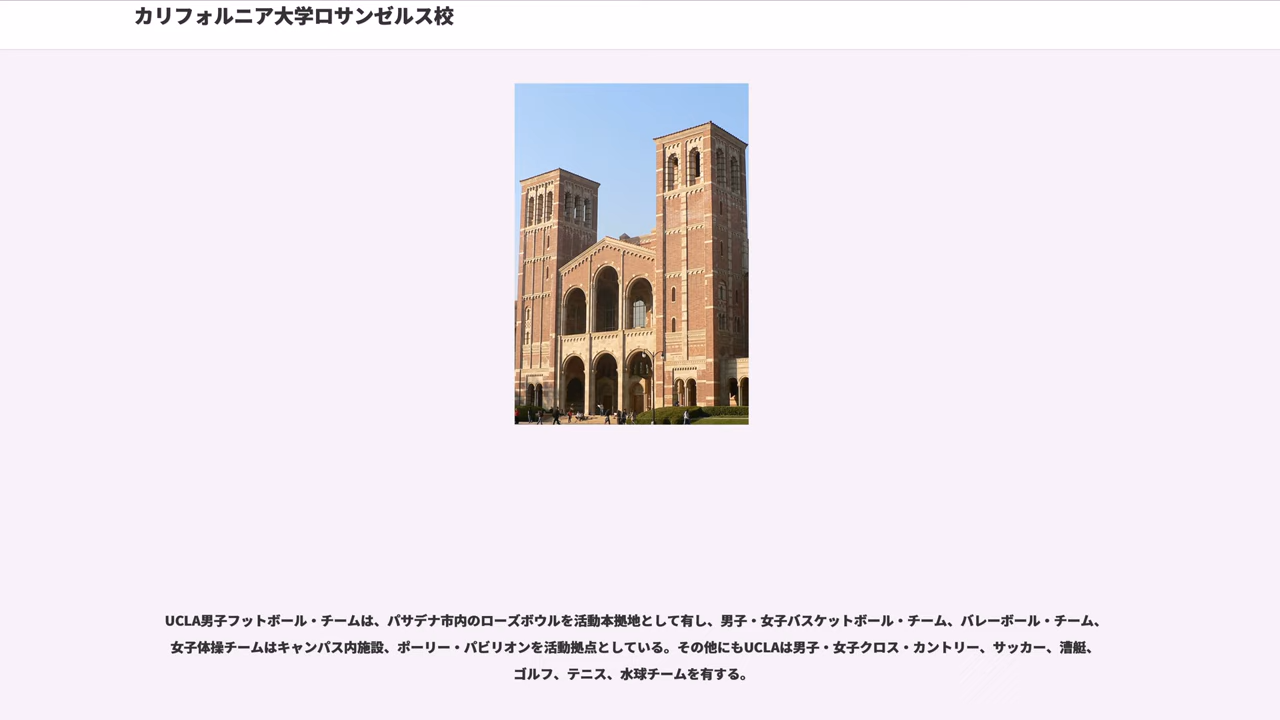 カリフォルニア大学ロサンゼルス校
UCLA男子フットボール・チームは、パサデナ市内のローズボウルを活動本拠地として有し、男子・女子バスケットボール・チーム、バレーボール・チーム、
女子体操チームはキャンパス内施設、ポーリー・パビリオンを活動拠点としている。その他にもUCLAは男子・女子クロス・カントリー、サッカー、漕艇、
ゴルフ、テニス、水球チームを有する。